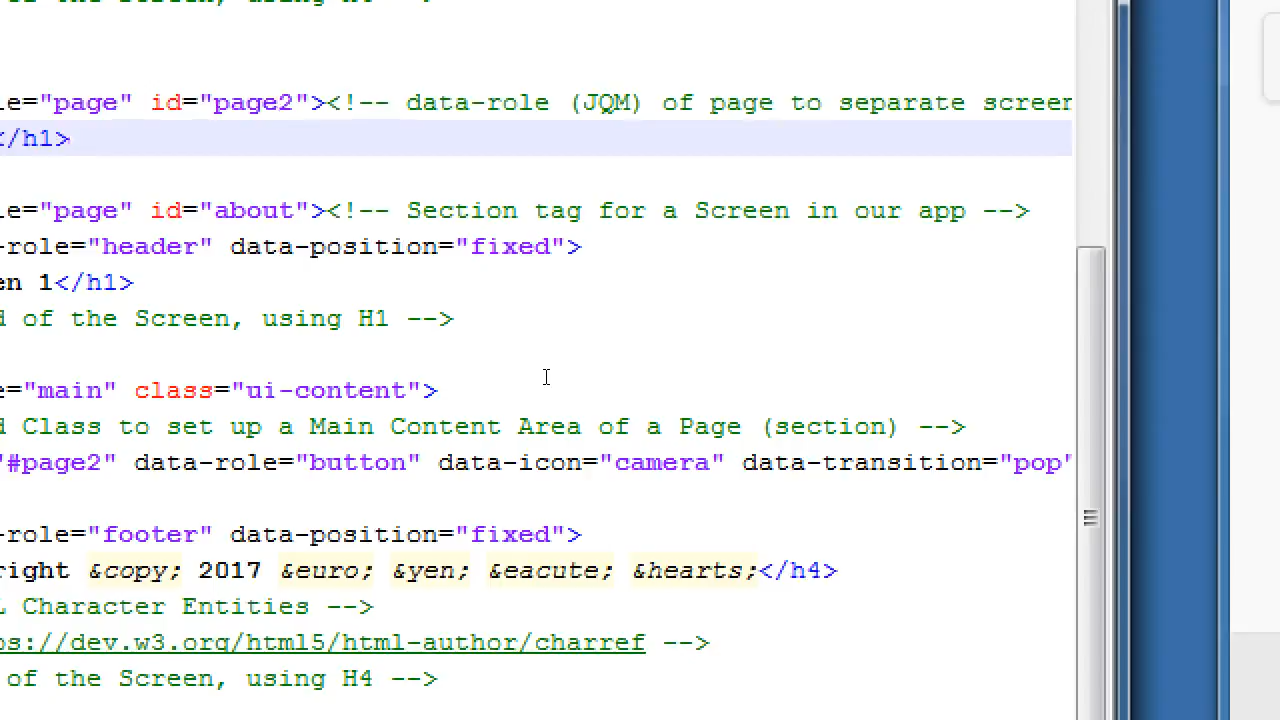 le="page" id="page2"><!-- data-role (JQM) of page to separate screen
</h1>
le="page" id="about"><!-- Section tag for a Screen in our app -->
-role="header" data-position="fixed">
en 1</h1>
d of the Screen, using H1 -->
e="main" class="ui-content">
d Class to set up a Main Content Area of a Page (section) -->
"#page2" data-role="button" data-icon="camera" data-transition="pop"
-role="footer" data-position="fixed">
right &copy; 2017 &euro; &yen; &eacute; &hearts;</h4>
L Character Entities -->
ps://dev.w3.org/html5/html-author/charref -->
of the Screen, using H4 -->